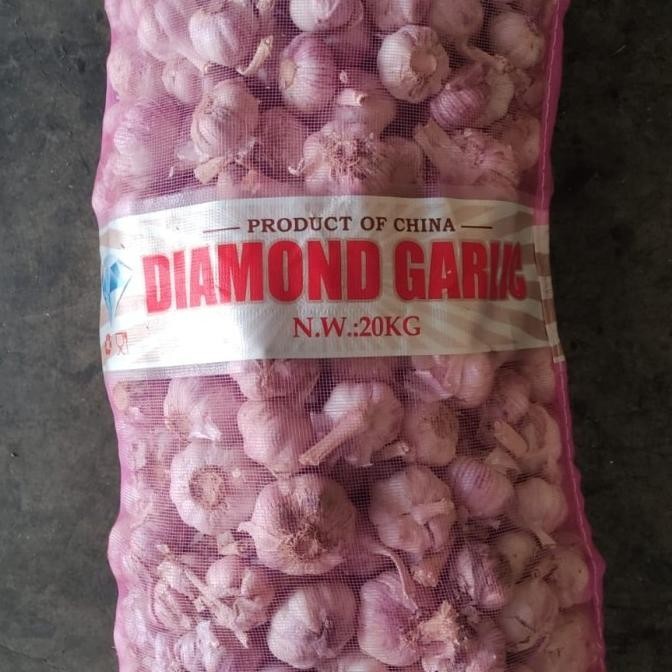 PRODUCT OF CHINA
DIAMOND GARLIC
N.W.:20KG